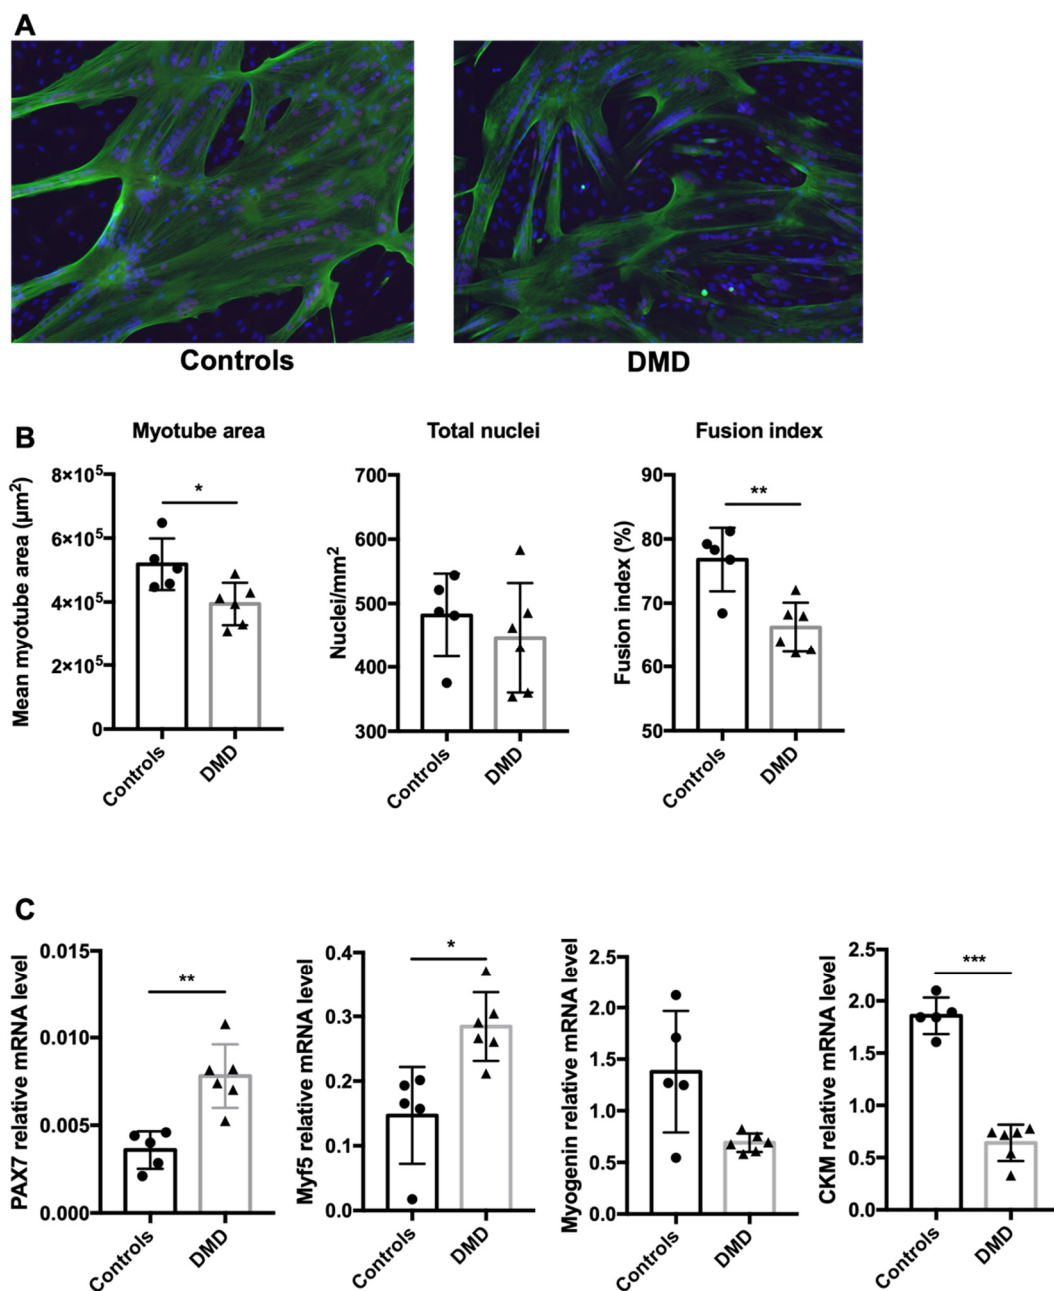 A
Controls
DMD
B
Myotube area
Total nuclei
Fusion index
Mean myotube area (µm²)
8×10⁵
6×10⁵
4×10⁵
2×10⁵
0
*
Controls
DMD
Nuclei/mm²
700
600
500
400
300
Controls
DMD
Fusion index (%)
90
80
70
60
50
**
Controls
DMD
C
PAX7 relative mRNA level
0.015
0.010
0.005
0.000
**
Controls
DMD
Myf5 relative mRNA level
0.4
0.3
0.2
0.1
0.0
*
Controls
DMD
Myogenin relative mRNA level
2.5
2.0
1.5
1.0
0.5
0.0
Controls
DMD
CKM relative mRNA level
2.5
2.0
1.5
1.0
0.5
0.0
***
Controls
DMD